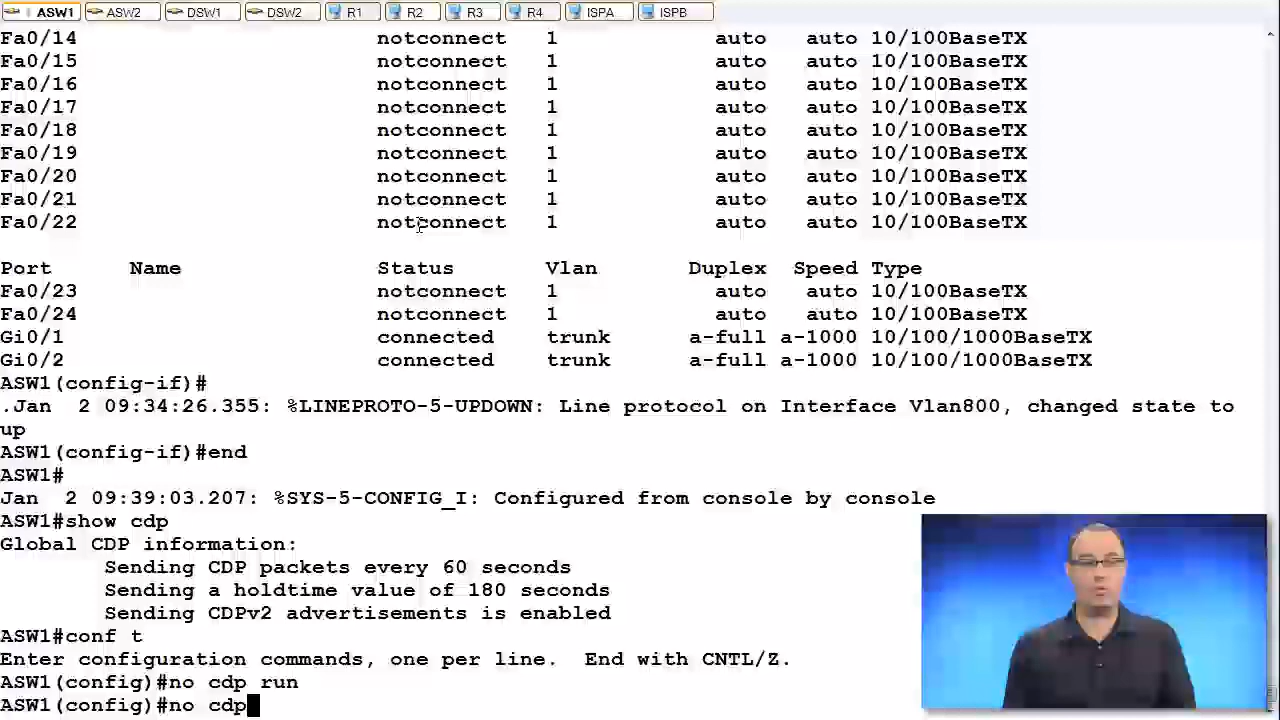 ASW1 ASW2 DSW1 DSW2 R1 R2 R3 R4 ISPA ISPB
Fa0/14 notconnect 1 auto auto 10/100BaseTX
Fa0/15 notconnect 1 auto auto 10/100BaseTX
Fa0/16 notconnect 1 auto auto 10/100BaseTX
Fa0/17 notconnect 1 auto auto 10/100BaseTX
Fa0/18 notconnect 1 auto auto 10/100BaseTX
Fa0/19 notconnect 1 auto auto 10/100BaseTX
Fa0/20 notconnect 1 auto auto 10/100BaseTX
Fa0/21 notconnect 1 auto auto 10/100BaseTX
Fa0/22 notconnect 1 auto auto 10/100BaseTX
Port Name Status Vlan Duplex Speed Type
Fa0/23 notconnect 1 auto auto 10/100BaseTX
Fa0/24 notconnect 1 auto auto 10/100BaseTX
Gi0/1 connected trunk a-full a-1000 10/100/1000BaseTX
Gi0/2 connected trunk a-full a-1000 10/100/1000BaseTX
ASW1(config-if)#
.Jan 2 09:34:26.355: %LINEPROTO-5-UPDOWN: Line protocol on Interface Vlan800, changed state to
up
ASW1(config-if)#end
ASW1#
Jan 2 09:39:03.207: %SYS-5-CONFIG_I: Configured from console by console
ASW1#show cdp
Global CDP information:
Sending CDP packets every 60 seconds
Sending a holdtime value of 180 seconds
Sending CDPv2 advertisements is enabled
ASW1#conf t
Enter configuration commands, one per line. End with CNTL/Z.
ASW1(config)#no cdp run
ASW1(config)#no cdp